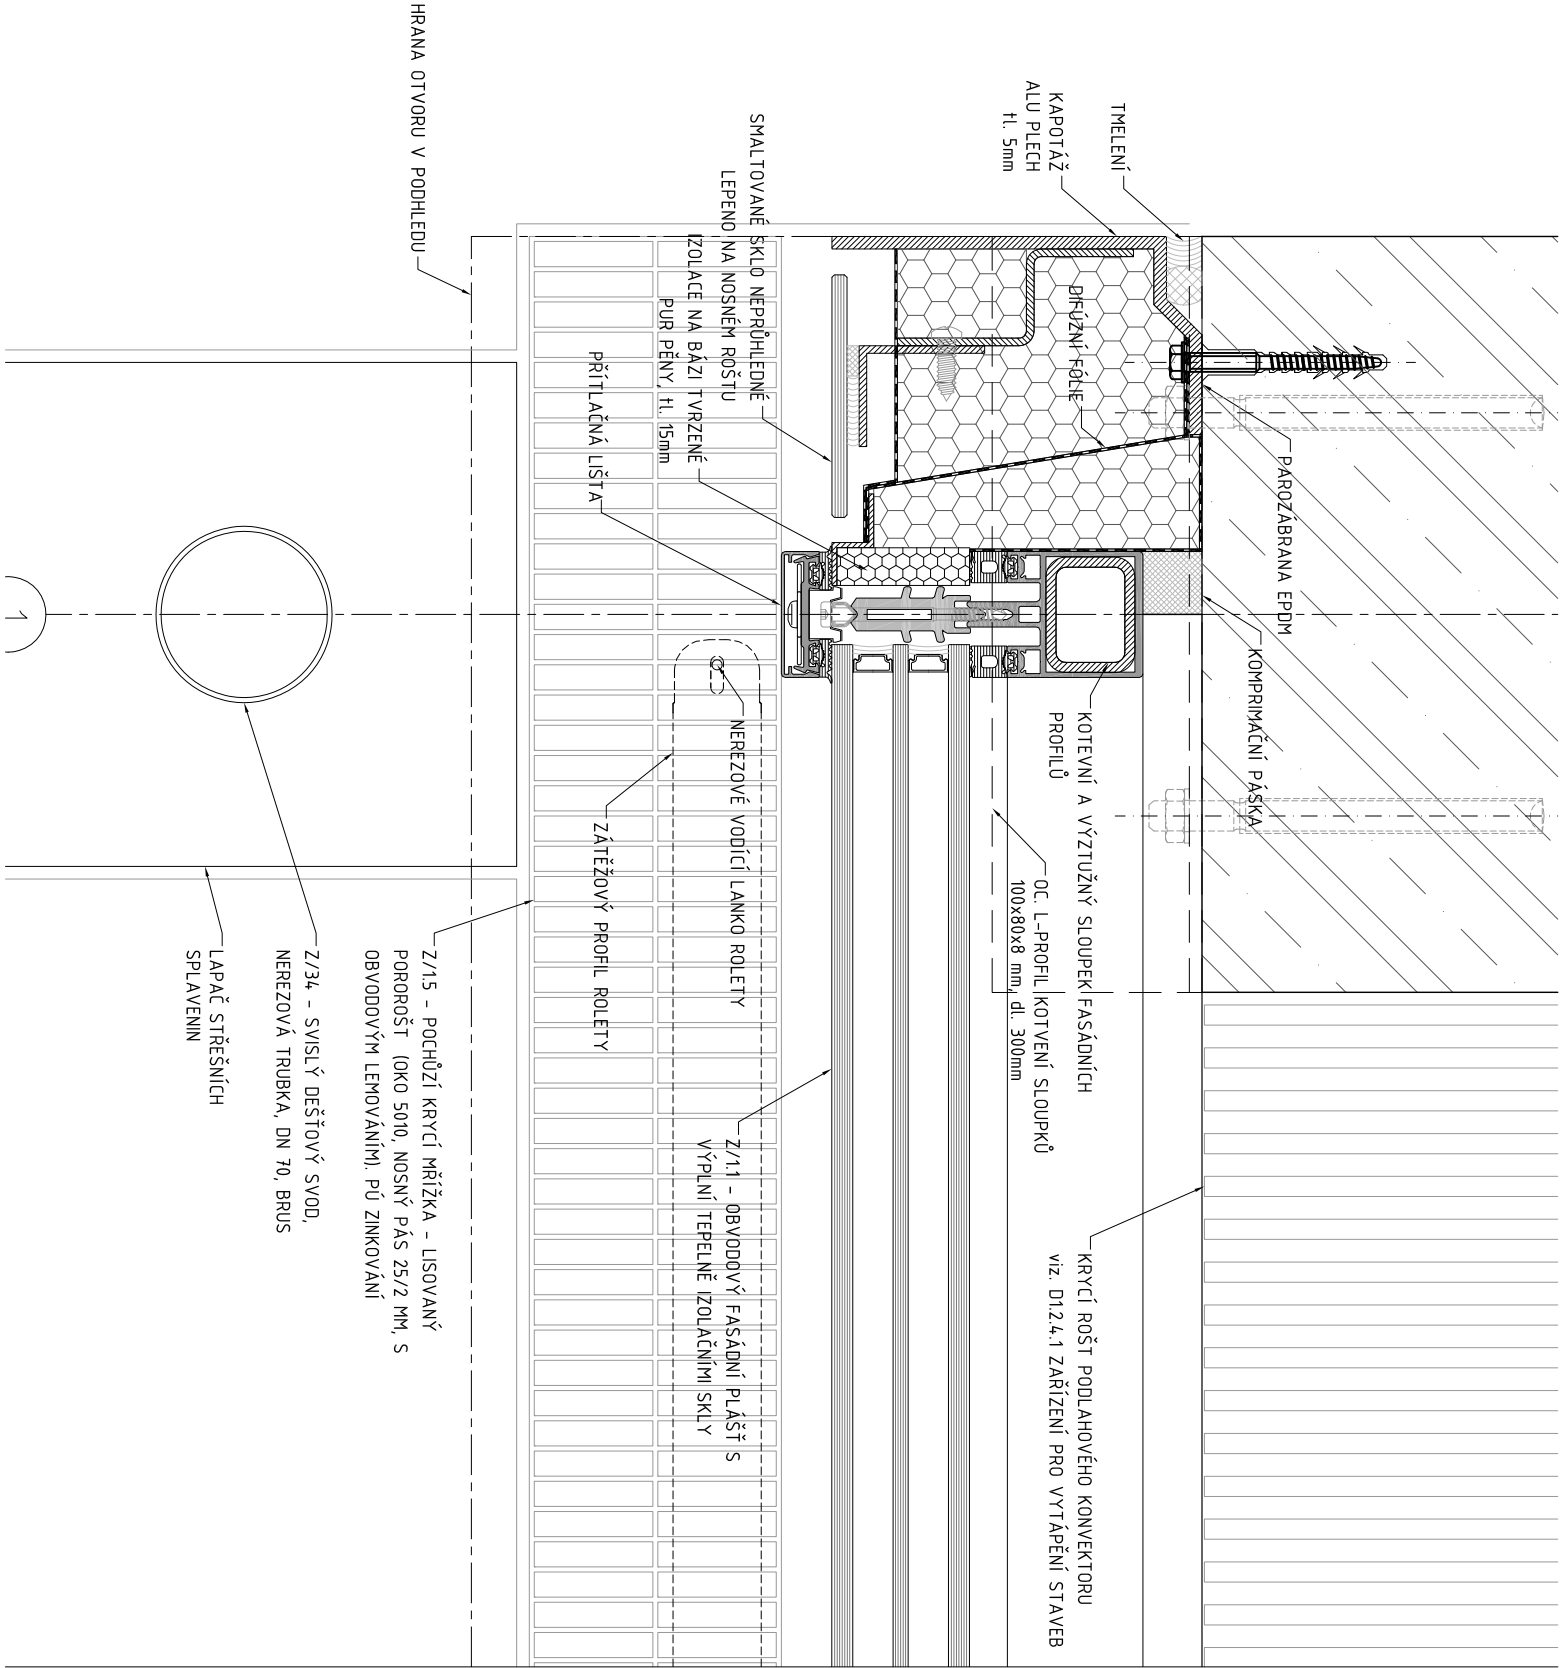 HRANA OTVORU V PODHLEDU
TMELENÍ
KAPOTÁŽ
ALU PLECH
tl. 5mm
SMALTOVANÉ SKLO NEPRŮHLEDNÉ
LEPENO NA NOSNÉM ROŠTU
IZOLACE NA BÁZI TVRZENÉ
PUR PĚNY, tl. 15mm
PŘÍTLAČNÁ LIŠTA
DIFÚZNÍ FÓLIE
PAROZÁBRANA EPDM
KOMPRIMAČNÍ PÁSKA
KOTEVNÍ A VÝZTUŽNÝ SLOUPEK FASÁDNÍCH
PROFILŮ
OC. L-PROFIL KOTVENÍ SLOUPKŮ
100x80x8 mm, dl. 300mm
NEREZOVÉ VODÍCÍ LANKO ROLETY
ZÁTĚŽOVÝ PROFIL ROLETY
KRYCÍ ROŠT PODLAHOVÉHO KONVEKTORU
viz. D1.2.4.1 ZAŘÍZENÍ PRO VYTÁPĚNÍ STAVEB
Z/1.1 - OBVODOVÝ FASÁDNÍ PLÁŠŤ S
VÝPLNÍ TEPELNĚ IZOLAČNÍMI SKLY
Z/1.5 - POCHŮZÍ KRYCÍ MŘÍŽKA - LISOVANÝ
POROROŠT (OKO 5010, NOSNÝ PÁS 25/2 MM, S
OBVODOVÝM LEMOVÁNÍM). PÚ ZINKOVÁNÍ
Z/34 - SVISLÝ DEŠŤOVÝ SVOD,
NEREZOVÁ TRUBKA, DN 70, BRUS
LAPAČ STŘEŠNÍCH
SPLAVENIN
1